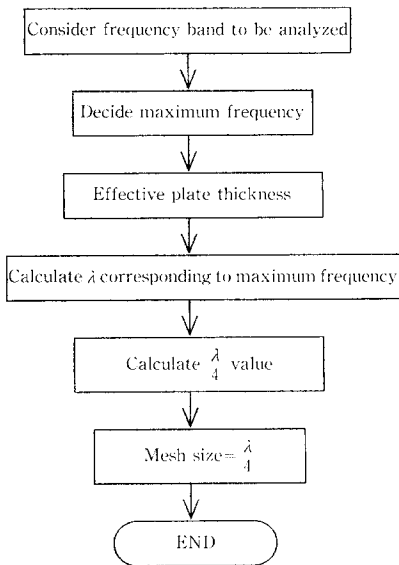 Consider frequency band to be analyzed
Decide maximum frequency
Effective plate thickness
Calculate λ corresponding to maximum frequency
Calculate λ/4 value
Mesh size= λ/4
END